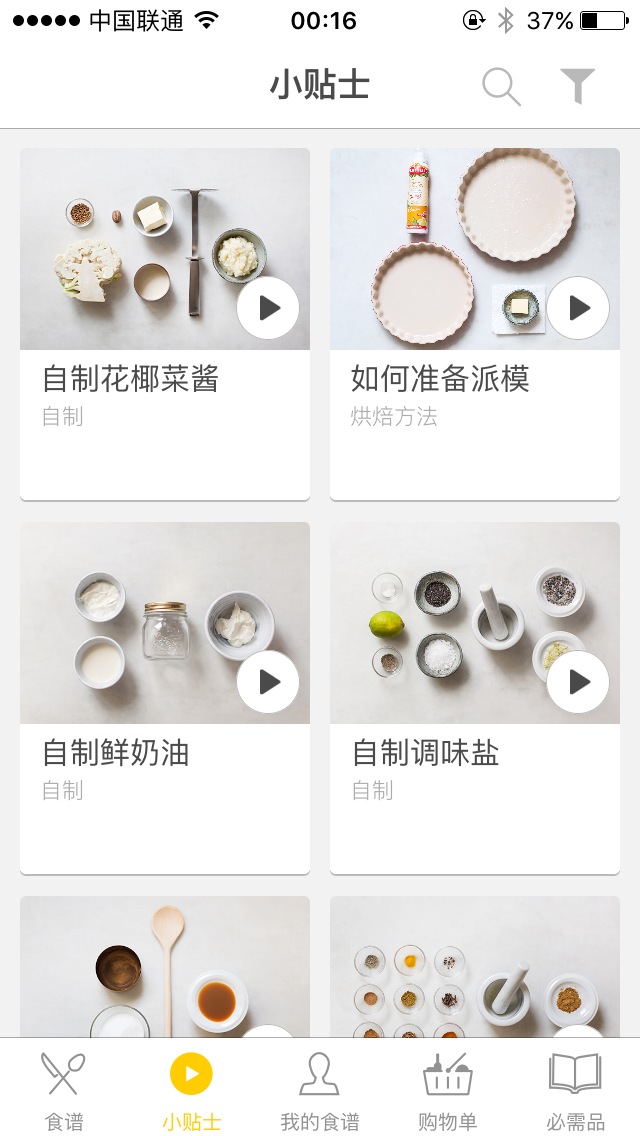 中国联通 00:16 37%
小贴士
自制花椰菜酱
自制
如何准备派模
烘焙方法
自制鲜奶油
自制
自制调味盐
自制
食谱 小贴士 我的食谱 购物单 必需品